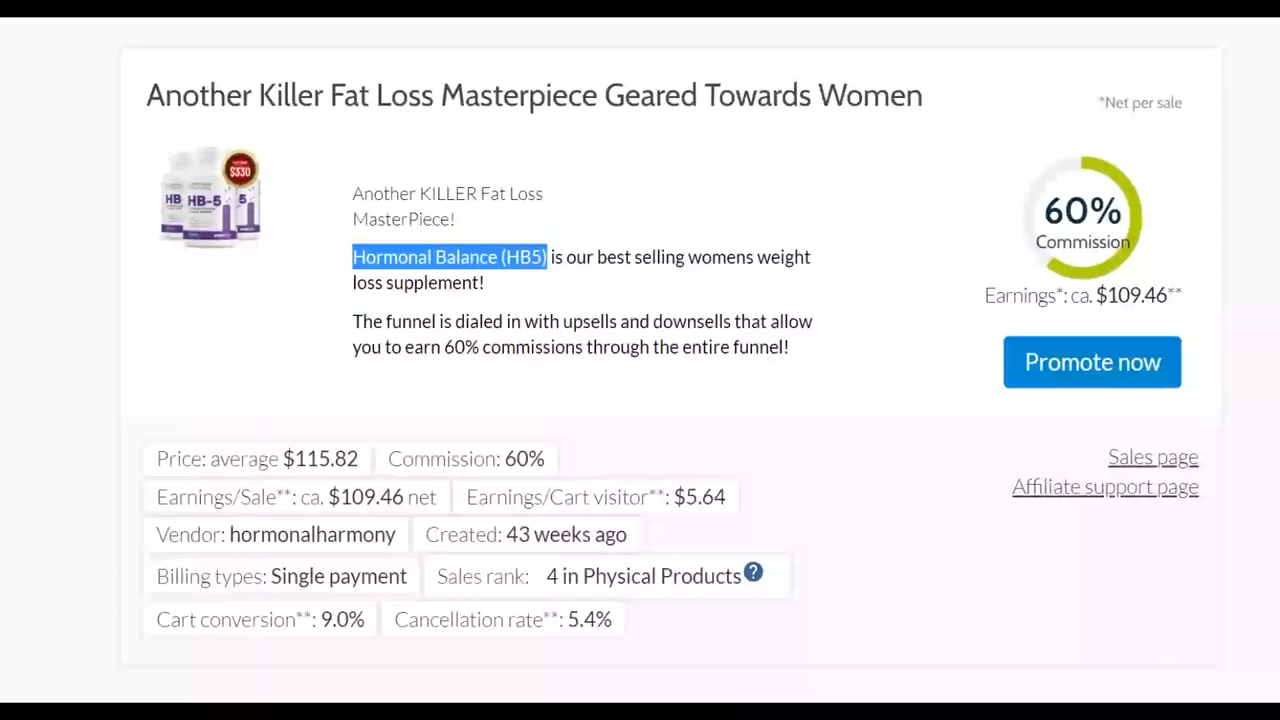 Another Killer Fat Loss Masterpiece Geared Towards Women
*Net per sale
$330
HB HB-5 5
Another KILLER Fat Loss
MasterPiece!
Hormonal Balance (HB5) is our best selling womens weight
loss supplement!
The funnel is dialed in with upsells and downsells that allow
you to earn 60% commissions through the entire funnel!
60%
Commission
Earnings*: ca. $109.46**
Promote now
Price: average $115.82 Commission: 60%
Earnings/Sale**: ca. $109.46 net Earnings/Cart visitor**: $5.64
Vendor: hormonalharmony Created: 43 weeks ago
Billing types: Single payment Sales rank: 4 in Physical Products ?
Cart conversion**: 9.0% Cancellation rate**: 5.4%
Sales page
Affiliate support page